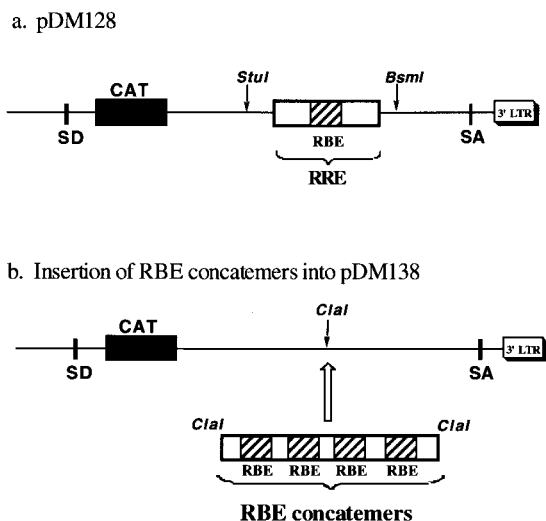 a. pDM128
StuI BsmI
CAT
3' LTR
SD RBE SA
RRE
b. Insertion of RBE concatemers into pDM138
ClaI
CAT
3' LTR
SD SA
ClaI ClaI
RBE RBE RBE RBE
RBE concatemers